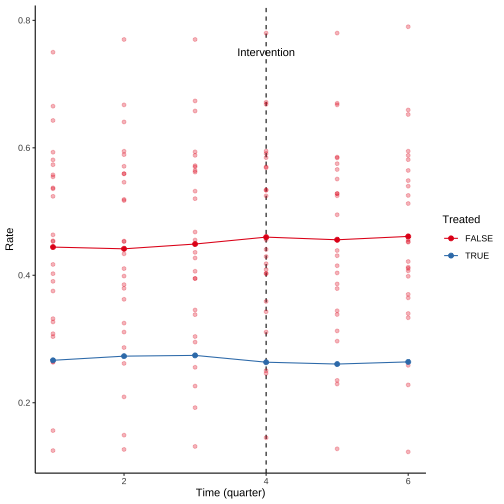 0.8
Intervention
0.6
Rate
0.4
0.2
2
4
6
Time (quarter)
Treated
FALSE
TRUE